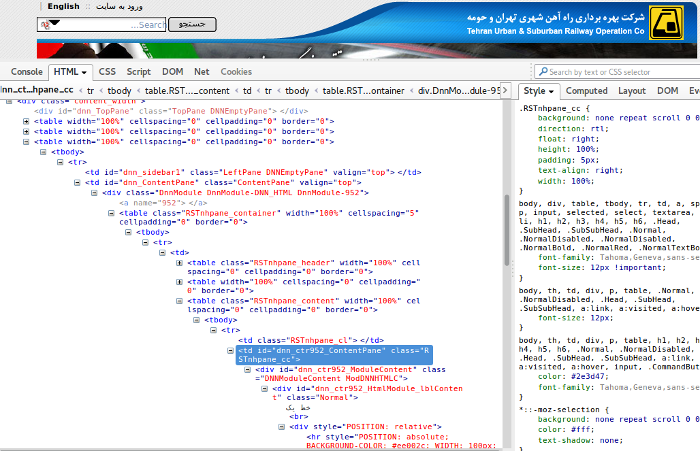 | English :: ورود به سایت
Search...
جستجو
شرکت بهره برداری راه آهن شهری تهران و حومه
Tehran Urban & Suburban Railway Operation Co
Console HTML CSS Script DOM Net Cookies
Search by text or CSS selector
dnn_ct...hpane_cc < tr < tbody < table.RST...content < td < tr < tbody < table.RST...ontainer < div.DnnMo...dule-95
Style Computed Layout DOM
<div class="content_width">
<div id="dnn_TopPane" class="TopPane DNNEmptyPane"></div>
<table width="100%" cellspacing="0" cellpadding="0" border="0">
<table width="100%" cellspacing="0" cellpadding="0" border="0">
<table width="100%" cellspacing="0" cellpadding="0" border="0">
<tbody>
<tr>
<td id="dnn_sidebar1" class="LeftPane DNNEmptyPane" valign="top"></td>
<td id="dnn_ContentPane" class="ContentPane" valign="top">
<div class="DnnModule DnnModule-DNN_HTML DnnModule-952">
<a name="952"></a>
<table class="RSTnhpane_container" width="100%" cellspacing="5"
cellpadding="0" border="0">
<tbody>
<tr>
<td>
<table class="RSTnhpane_header" width="100%" cell
spacing="0" cellpadding="0" border="0">
<table width="100%" cellspacing="0" cellpadding="
0" border="0">
<table class="RSTnhpane_content" width="100%" cel
lspacing="0" cellpadding="0" border="0">
<tbody>
<tr>
<td class="RSTnhpane_cl"></td>
<td id="dnn_ctr952_ContentPane" class="R
STnhpane_cc">
<div id="dnn_ctr952_ModuleContent" class
="DNNModuleContent ModDNNHTMLC">
<div id="dnn_ctr952_HtmlModule_lblConten
t" class="Normal">
خط یک
<br>
<div style="POSITION: relative">
<hr style="POSITION: absolute;
BACKGROUND-COLOR: #ee002c; WIDTH: 100px;
.RSTnhpane_cc {
background: none repeat scroll 0 0
direction: rtl;
float: right;
height: 100%;
padding: 5px;
text-align: right;
width: 100%;
}
body, div, table, tbody, tr, td, a, sp
p, input, selected, select, textarea,
li, h1, h2, h3, h4, h5, h6, .Head,
.SubHead, .SubSubHead, .Normal,
.NormalDisabled, .NormalDisabled,
.NormalBold, .NormalRed, .NormalTextBo
font-family: Tahoma,Geneva,sans-se
font-size: 12px !important;
}
body, th, td, div, p, table, .Normal,
.NormalDisabled, .Head, .SubHead,
.SubSubHead, a:link, a:visited, a:hove
font-size: 12px;
}
body, th, td, div, p, table, h1, h2, h
h4, h5, h6, .Normal, .NormalDisabled,
.Head, .SubHead, .SubSubHead, a:link,
a:visited, a:hover, input, .CommandBut
color: #2e3d47;
font-family: Tahoma,Geneva,sans-se
}
*::-moz-selection {
background: none repeat scroll 0 0
color: #fff;
text-shadow: none;
}